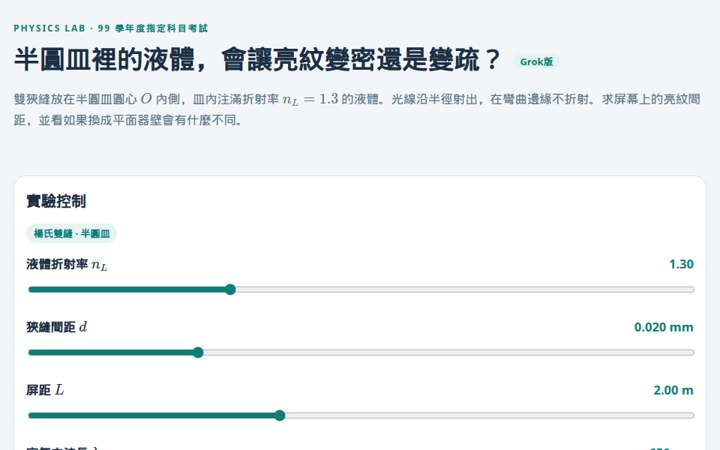 PHYSICS LAB · 99 學年度指定科目考試
半圓皿裡的液體，會讓亮紋變密還是變疏？ Grok版
雙狹縫放在半圓皿圓心 O 內側，皿內注滿折射率 n_L = 1.3 的液體。光線沿半徑射出，在彎曲邊緣不折射。求屏幕上的亮紋間
距，並看如果換成平面器壁會有什麼不同。
實驗控制
楊氏雙縫 · 半圓皿
液體折射率 n_L 1.30
狹縫間距 d 0.020 mm
屏距 L 2.00 m